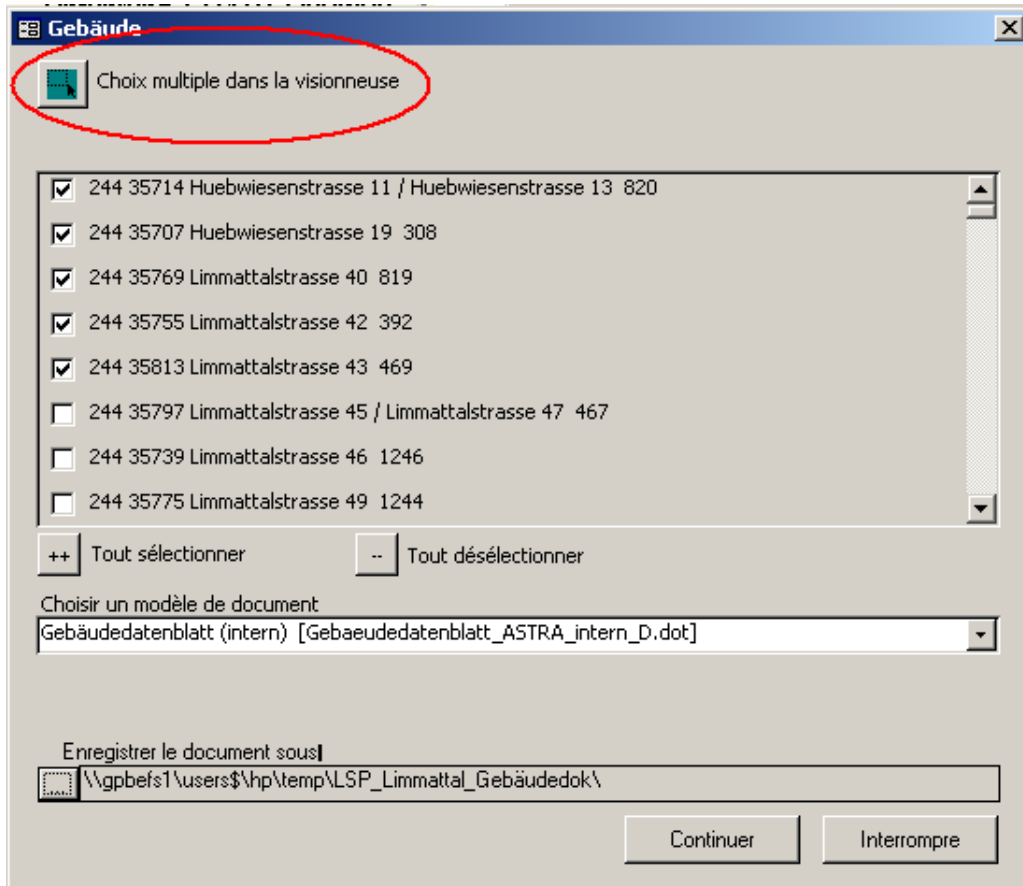 Gebäude
Choix multiple dans la visionneuse
244 35714 Huebwiesenstrasse 11 / Huebwiesenstrasse 13 820
244 35707 Huebwiesenstrasse 19 308
244 35769 Limmattalstrasse 40 819
244 35755 Limmattalstrasse 42 392
244 35813 Limmattalstrasse 43 469
244 35797 Limmattalstrasse 45 / Limmattalstrasse 47 467
244 35739 Limmattalstrasse 46 1246
244 35775 Limmattalstrasse 49 1244
++ Tout sélectionner -- Tout désélectionner
Choisir un modèle de document
Gebäudedatenblatt (intern) [Gebaeudedatenblatt_ASTRA_intern_D.dot]
Enregistrer le document sous
... \\gpbefs1\users$\hp\temp\LSP_Limmattal_Gebäudedok\
Continuer Interrompre